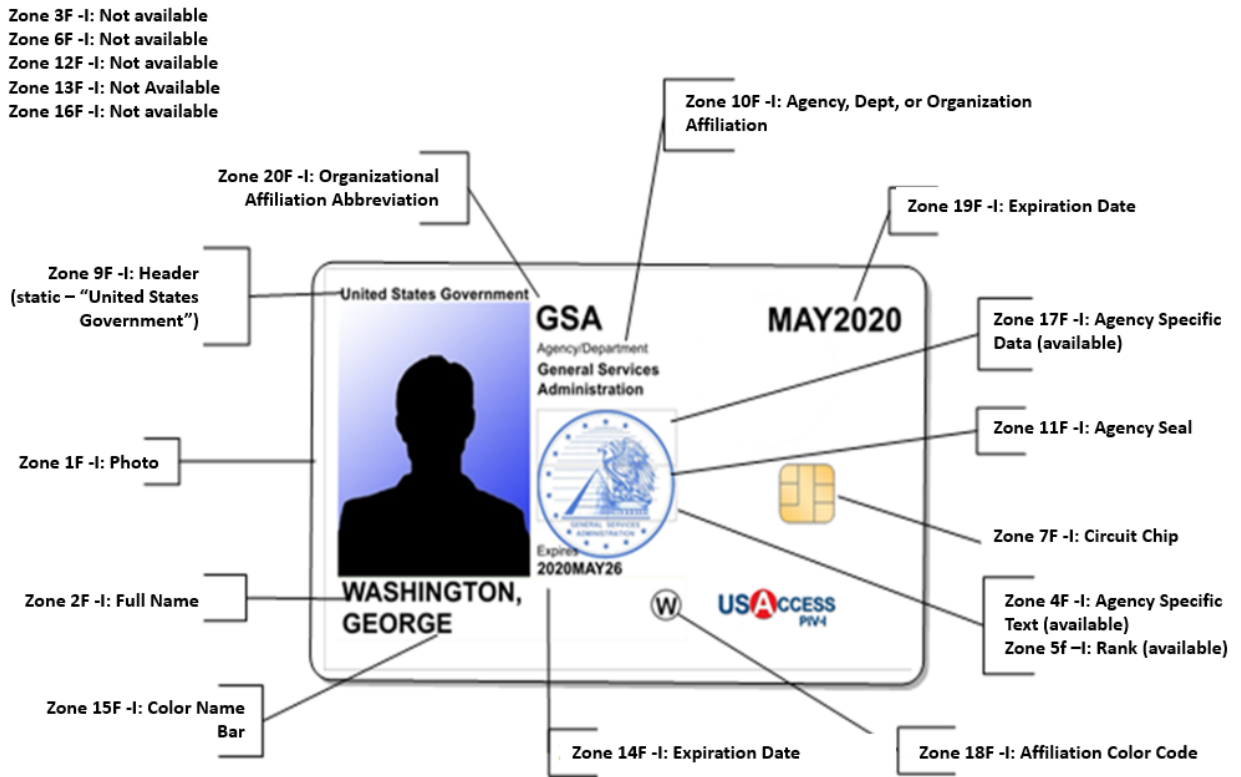 Zone 3F -I: Not available
Zone 6F -I: Not available
Zone 12F -I: Not available
Zone 13F -I: Not Available
Zone 16F -I: Not available
Zone 10F -I: Agency, Dept, or Organization
Affiliation
Zone 20F -I: Organizational
Affiliation Abbreviation
Zone 19F -I: Expiration Date
Zone 9F -I: Header
(static – “United States
Government”)
United States Government
GSA
MAY2020
Agency/Department
General Services
Administration
Zone 17F -I: Agency Specific
Data (available)
Zone 11F -I: Agency Seal
Zone 1F -I: Photo
GENERAL SERVICES
ADMINISTRATION
Zone 7F -I: Circuit Chip
Expires
2020MAY26
Zone 2F -I: Full Name
WASHINGTON,
GEORGE
W
USACCESS
PIV-I
Zone 4F -I: Agency Specific
Text (available)
Zone 5f –I: Rank (available)
Zone 15F -I: Color Name
Bar
Zone 14F -I: Expiration Date
Zone 18F -I: Affiliation Color Code